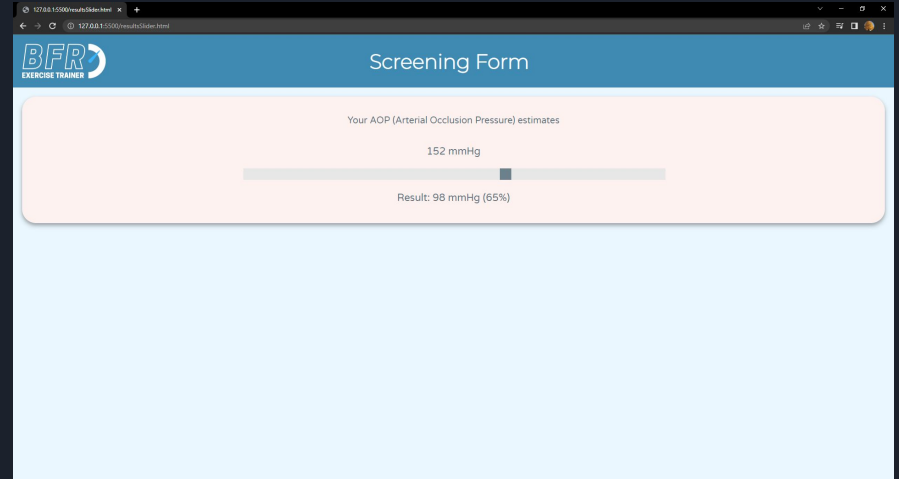 127.0.0.1:5500/resultsSlider.html
127.0.0.1:5500/resultsSlider.html
BFR
EXERCISE TRAINER
Screening Form
Your AOP (Arterial Occlusion Pressure) estimates
152 mmHg
Result: 98 mmHg (65%)